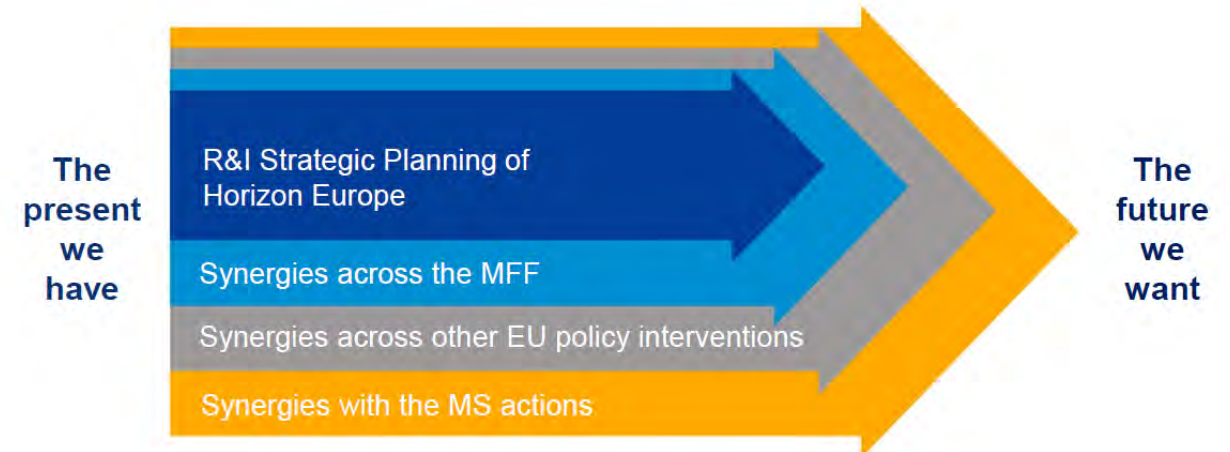 The
present
we
have
R&I Strategic Planning of
Horizon Europe
Synergies across the MFF
Synergies across other EU policy interventions
Synergies with the MS actions
The
future
we
want